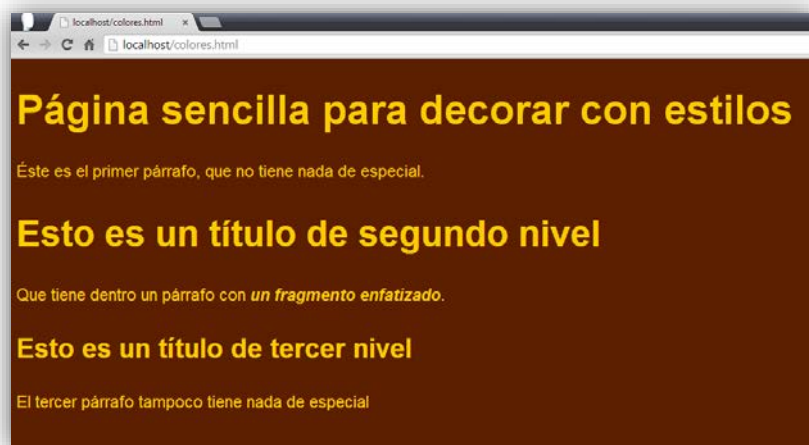 localhost/colores.html
localhost/colores.html
Página sencilla para decorar con estilos
Éste es el primer párrafo, que no tiene nada de especial.
Esto es un título de segundo nivel
Que tiene dentro un párrafo con un fragmento enfatizado.
Esto es un título de tercer nivel
El tercer párrafo tampoco tiene nada de especial